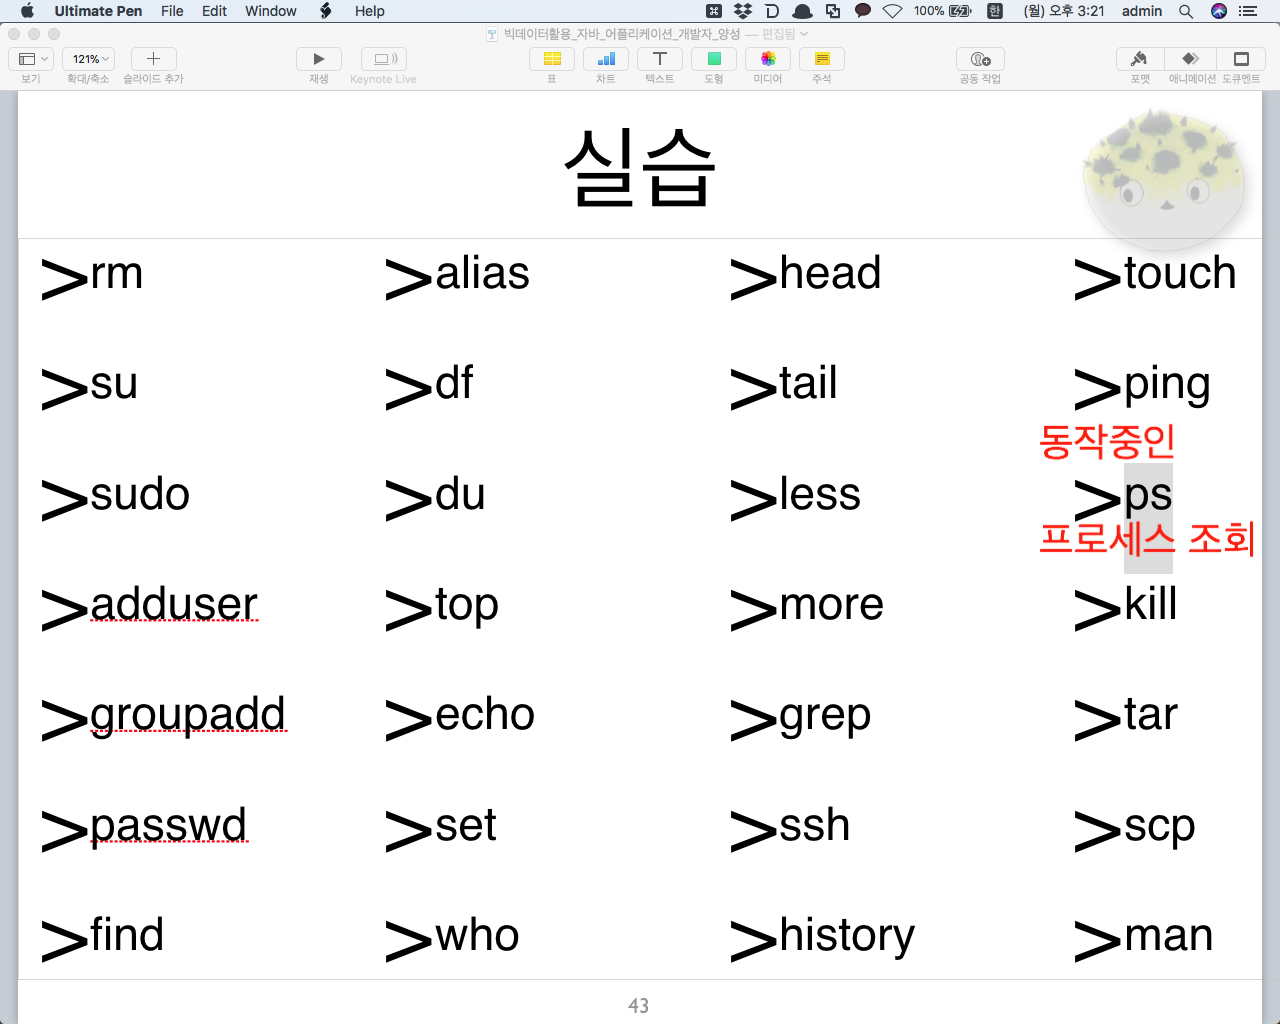 Ultimate Pen File Edit Window Help 100% 한 (월) 오후 3:21 admin
빅데이터활용_자바_어플리케이션_개발자_양성 — 편집됨
121%
보기 확대/축소 슬라이드 추가 재생 Keynote Live 표 차트 텍스트 도형 미디어 주석 공동 작업 포맷 애니메이션 도큐멘트
실습
>rm >alias >head >touch
>su >df >tail >ping
동작중인
>sudo >du >less >ps
프로세스 조회
>adduser >top >more >kill
>groupadd >echo >grep >tar
>passwd >set >ssh >scp
>find >who >history >man
43